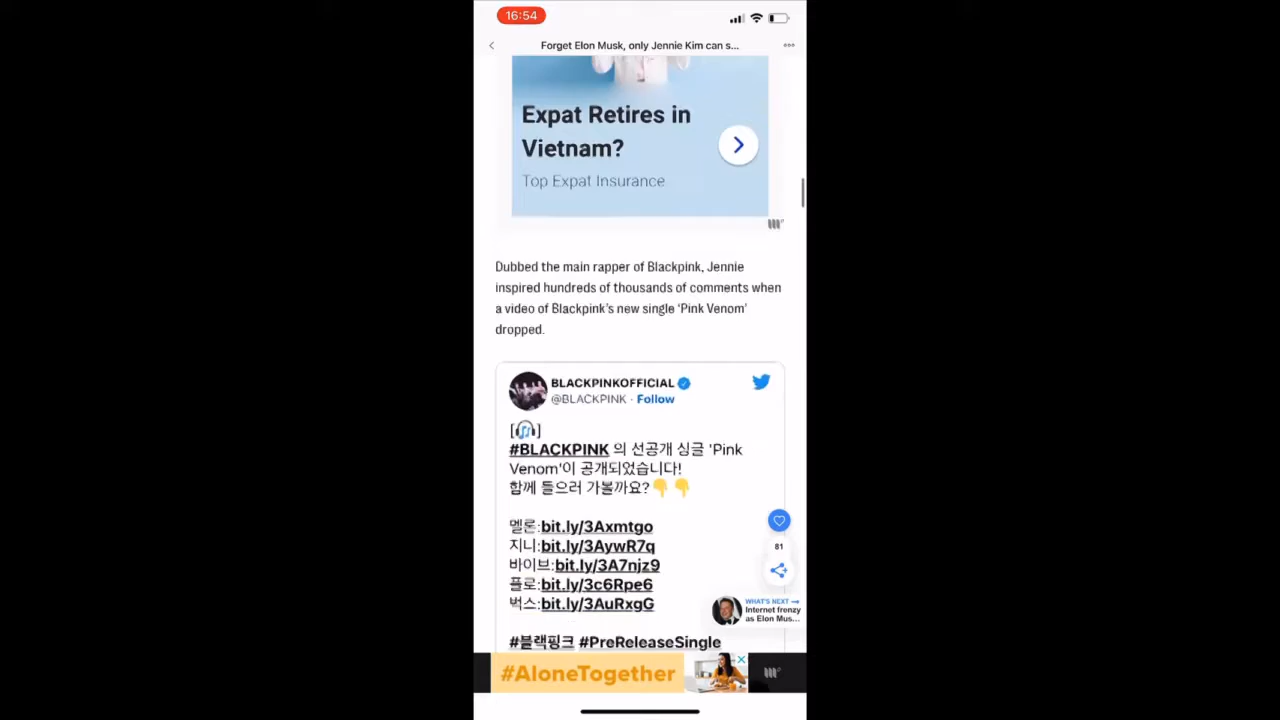 16:54
Forget Elon Musk, only Jennie Kim can s...
Expat Retires in
Vietnam?
Top Expat Insurance
Dubbed the main rapper of Blackpink, Jennie
inspired hundreds of thousands of comments when
a video of Blackpink's new single 'Pink Venom'
dropped.
BLACKPINKOFFICIAL
@BLACKPINK · Follow
[🎧]
#BLACKPINK 의 선공개 싱글 'Pink
Venom'이 공개되었습니다!
함께 들으러 가볼까요?👇👇
멜론:bit.ly/3Axmtgo
지니:bit.ly/3AywR7q
바이브:bit.ly/3A7njz9
플로:bit.ly/3c6Rpe6
벅스:bit.ly/3AuRxgG
#블랙핑크 #PreReleaseSingle
81
WHAT'S NEXT →
Internet frenzy
as Elon Mus...
#AloneTogether